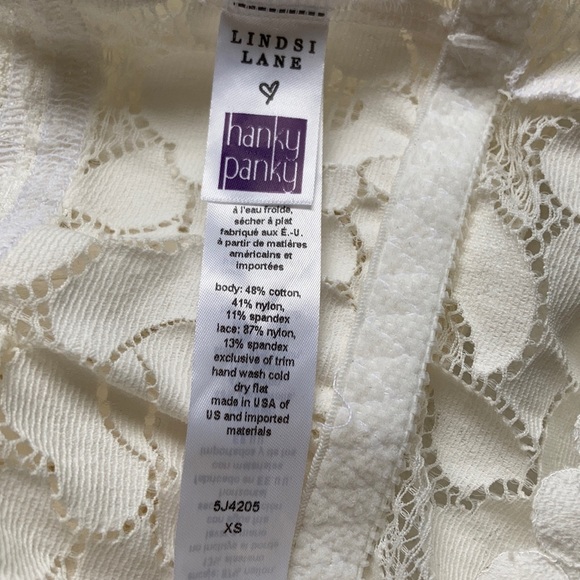 LINDSI
LANE
hanky
panky
à l'eau froide,
sécher à plat
fabriqué aux É.-U.
à partir de matières
américains et
importées
body: 48% cotton,
41% nylon,
11% spandex
lace: 87% nylon,
13% spandex
exclusive of trim
hand wash cold
dry flat
made in USA of
US and imported
materials
5J4205
XS